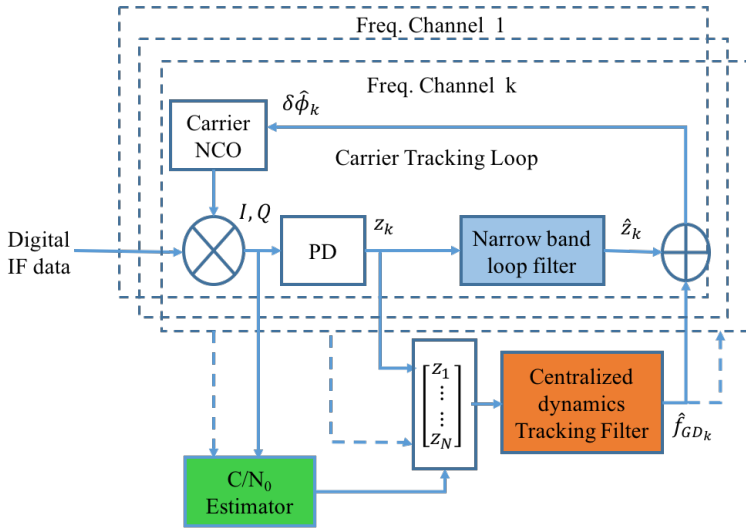 Freq. Channel 1
Freq. Channel k
δϕ̂ₖ
Carrier
NCO
Carrier Tracking Loop
I, Q
zₖ
ẑₖ
Digital
IF data
PD
Narrow band
loop filter
z₁
⋮
⋮
z_N
Centralized
dynamics
Tracking Filter
f̂_GDₖ
C/N₀
Estimator